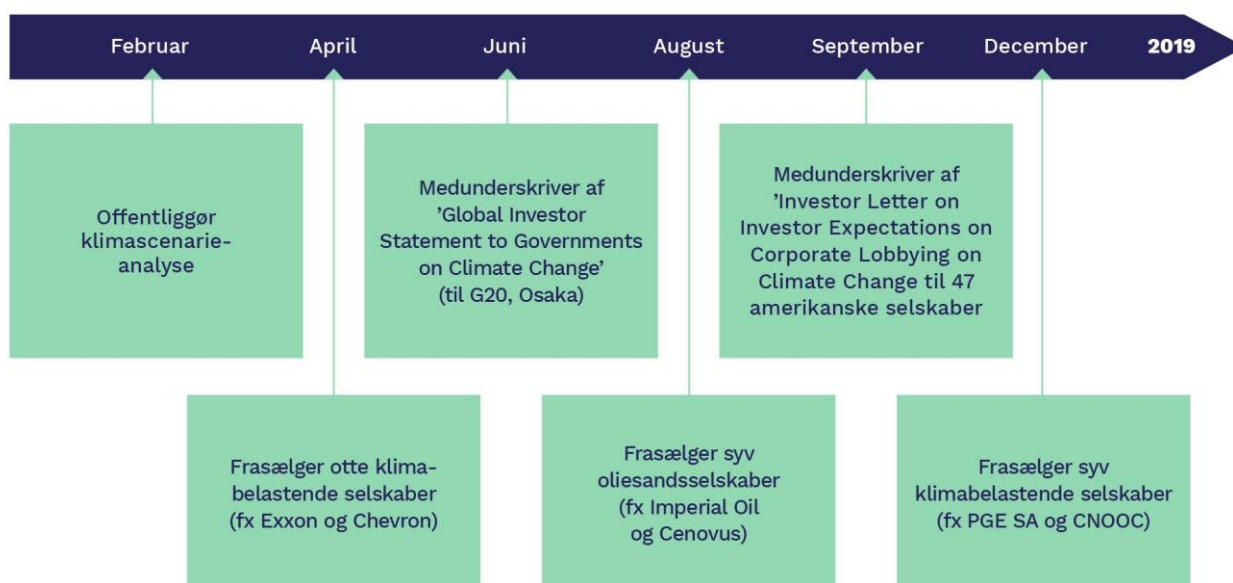 Februar April Juni August September December 2019
Offentliggør
klimascenarie-
analyse
Medunderskriver af
’Global Investor
Statement to Governments
on Climate Change’
(til G20, Osaka)
Medunderskriver af
’Investor Letter on
Investor Expectations on
Corporate Lobbying on
Climate Change til 47
amerikanske selskaber
Frasælger otte klima-
belastende selskaber
(fx Exxon og Chevron)
Frasælger syv
oliesandsselskaber
(fx Imperial Oil
og Cenovus)
Frasælger syv
klimabelastende selskaber
(fx PGE SA og CNOOC)